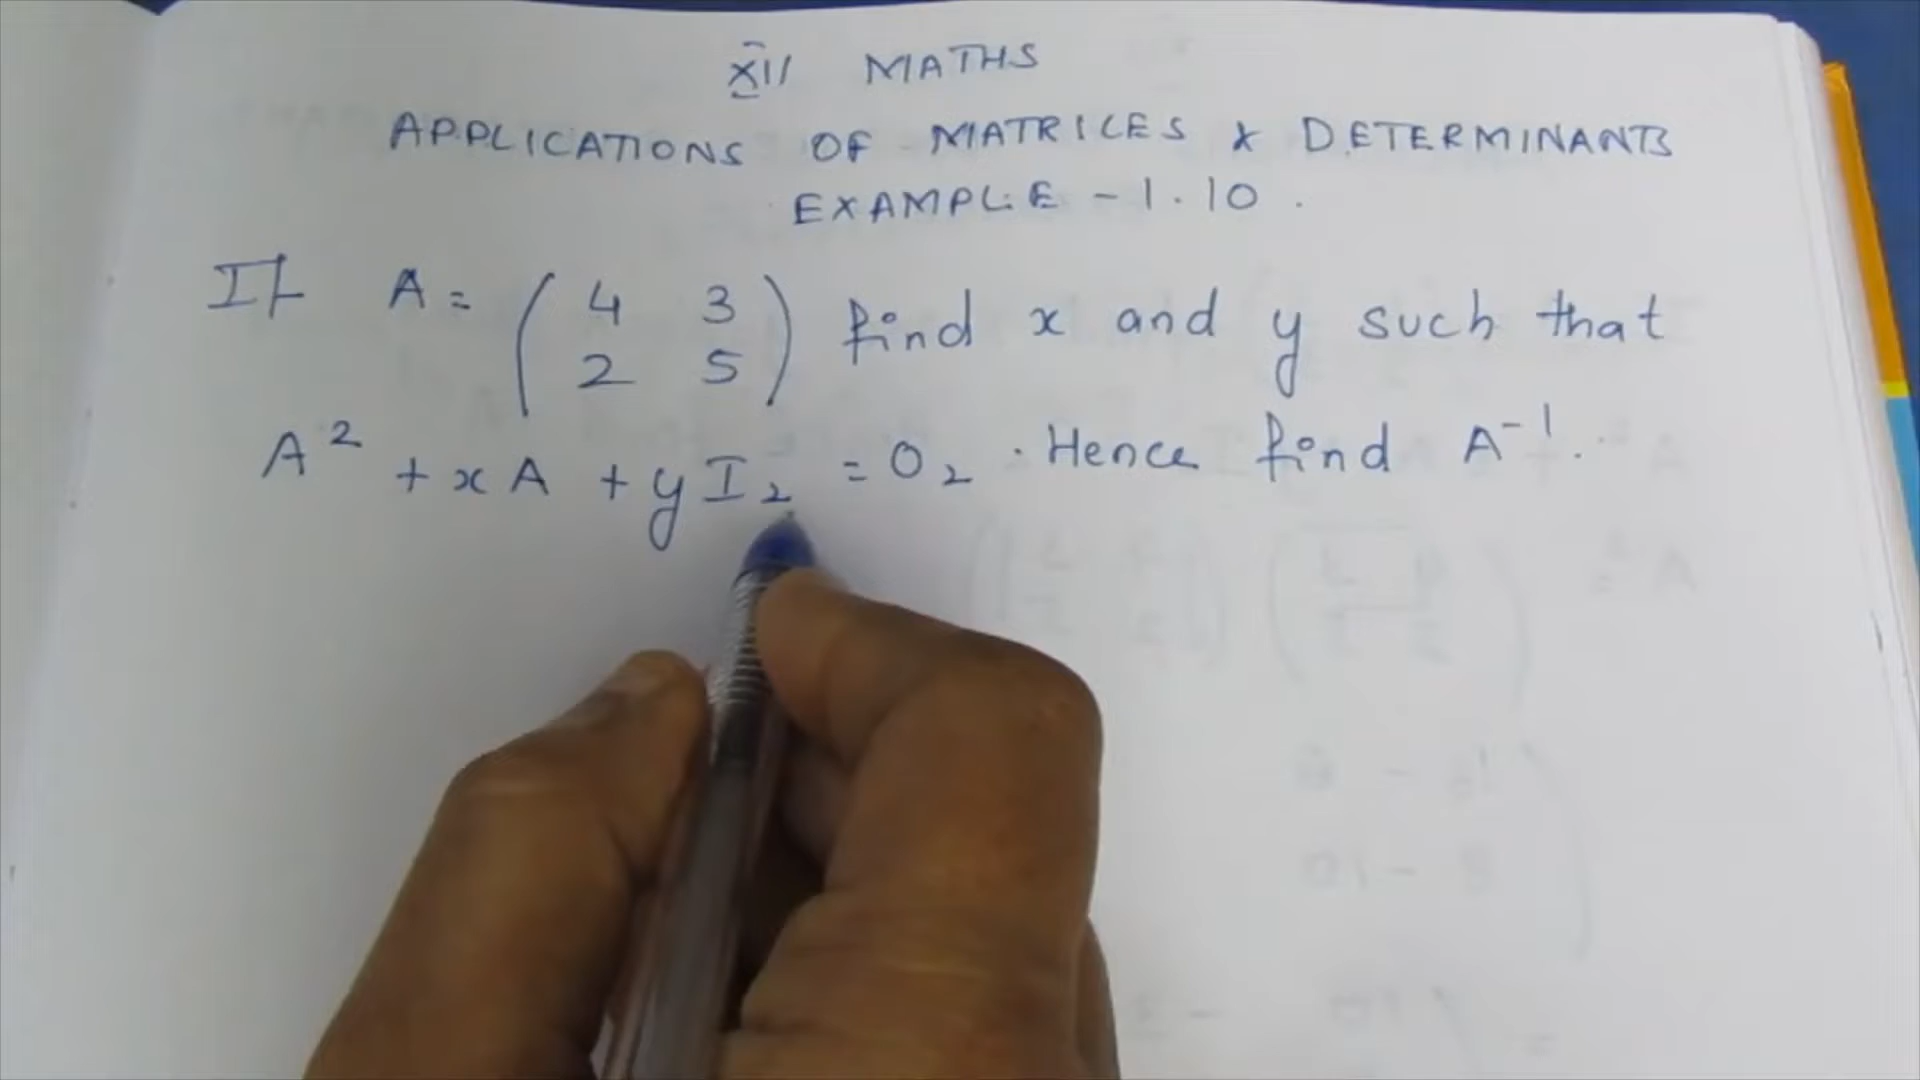 XII MATHS
APPLICATIONS OF MATRICES & DETERMINANTS
EXAMPLE - 1.10.
If A = ( 4 3 ) find x and y such that
2 5
A² + xA + yI₂ = O₂. Hence find A⁻¹.